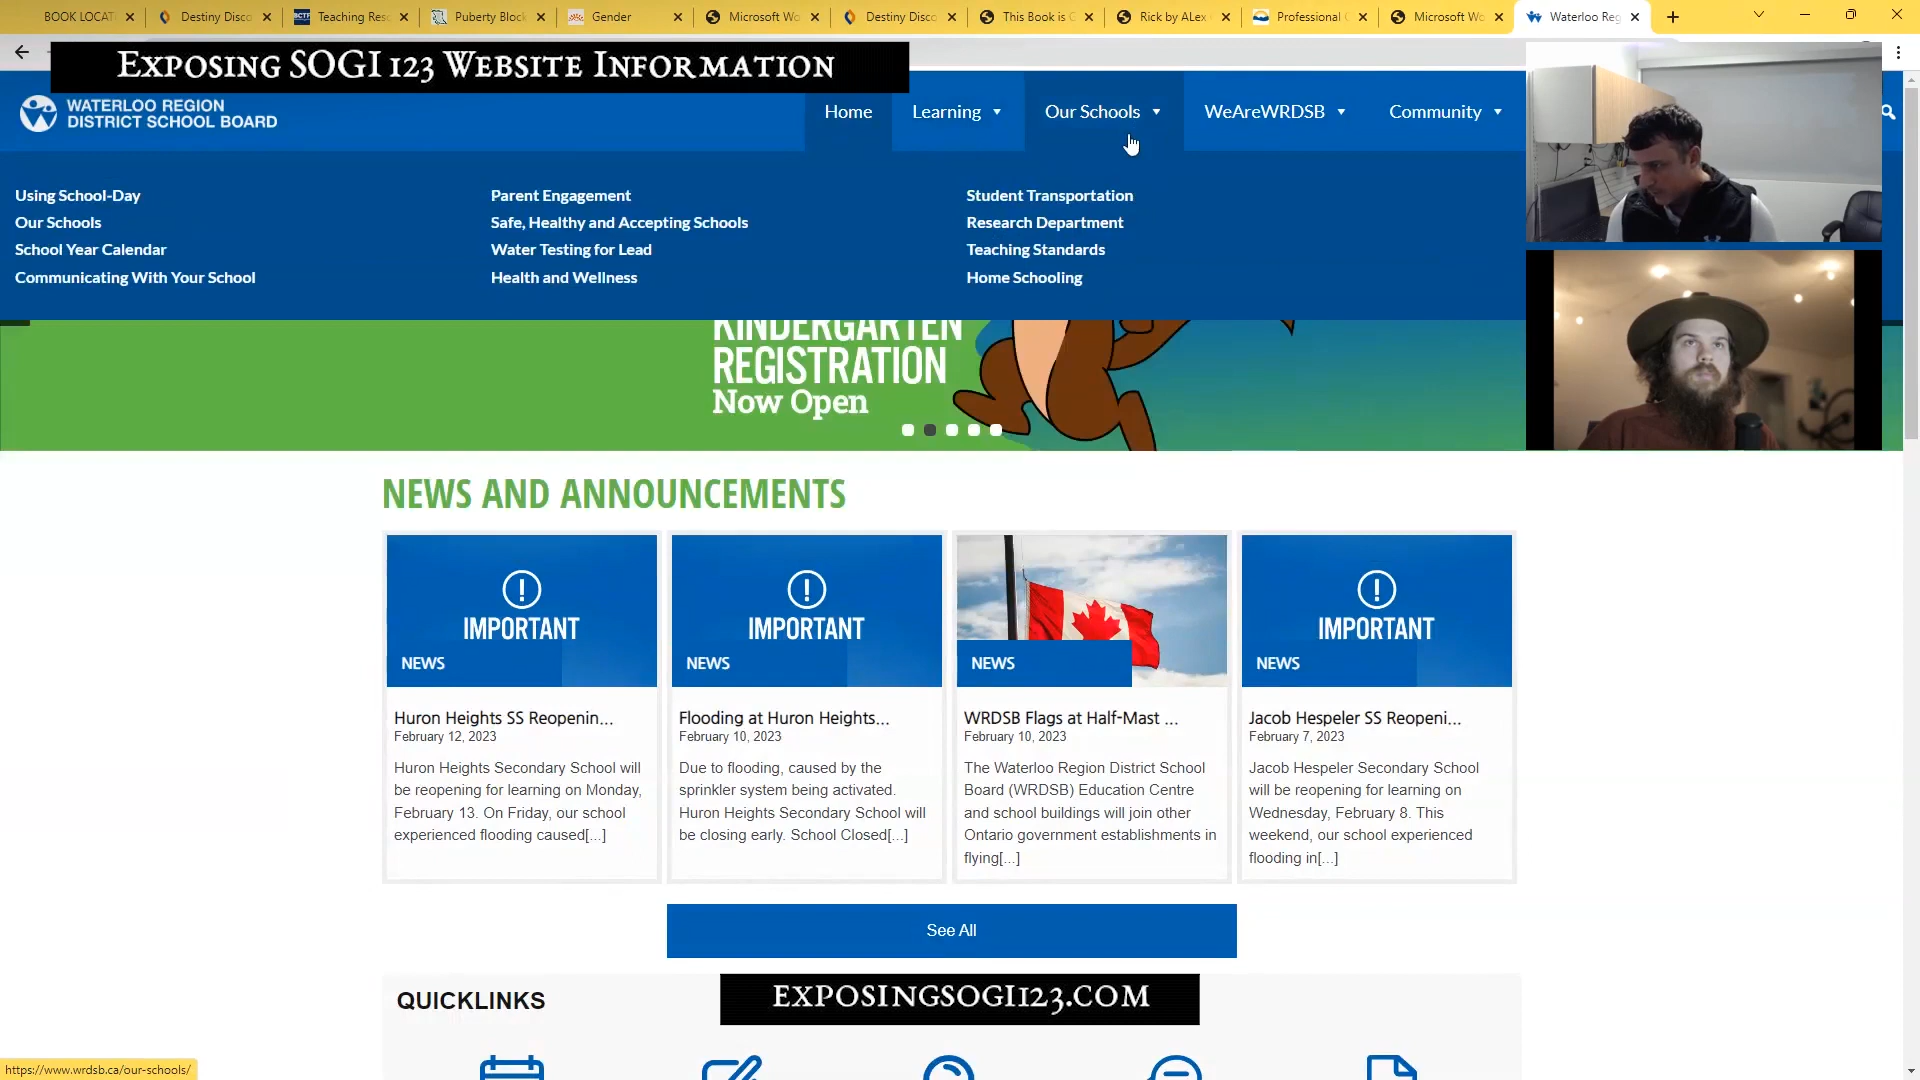 BOOK LOCAT
Destiny Disco
Teaching Res
Puberty Block
Gender
Microsoft Wo
Destiny Disco
This Book is G
Rick by ALex
Professional C
Microsoft Wo
Waterloo Reg
EXPOSING SOGI 123 WEBSITE INFORMATION
WATERLOO REGION
DISTRICT SCHOOL BOARD
Home
Learning
Our Schools
WeAreWRDSB
Community
Using School-Day
Our Schools
School Year Calendar
Communicating With Your School
Parent Engagement
Safe, Healthy and Accepting Schools
Water Testing for Lead
Health and Wellness
Student Transportation
Research Department
Teaching Standards
Home Schooling
KINDERGARTEN
REGISTRATION
Now Open
NEWS AND ANNOUNCEMENTS
IMPORTANT
NEWS
Huron Heights SS Reopenin...
February 12, 2023
Huron Heights Secondary School will
be reopening for learning on Monday,
February 13. On Friday, our school
experienced flooding caused[...]
IMPORTANT
NEWS
Flooding at Huron Heights...
February 10, 2023
Due to flooding, caused by the
sprinkler system being activated.
Huron Heights Secondary School will
be closing early. School Closed[...]
NEWS
WRDSB Flags at Half-Mast ...
February 10, 2023
The Waterloo Region District School
Board (WRDSB) Education Centre
and school buildings will join other
Ontario government establishments in
flying[...]
IMPORTANT
NEWS
Jacob Hespeler SS Reopeni...
February 7, 2023
Jacob Hespeler Secondary School
will be reopening for learning on
Wednesday, February 8. This
weekend, our school experienced
flooding in[...]
See All
QUICKLINKS
EXPOSINGSOGI123.COM
https://www.wrdsb.ca/our-schools/